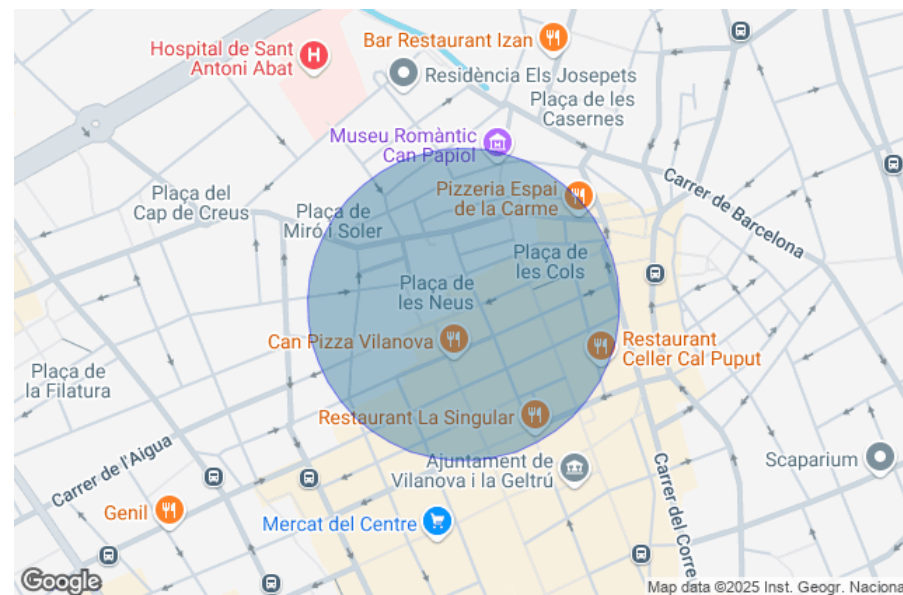 Hospital de Sant
Antoni Abat
H
Bar Restaurant Izan
Residència Els Josepets
Plaça de les
Casernes
Museu Romàntic
Can Papiol
Pizzeria Espai
de la Carme
Carrer de Barcelona
Plaça del
Cap de Creus
Plaça de
Miró i Soler
Plaça de
les Cols
Plaça de
les Neus
Can Pizza Vilanova
Restaurant
Celler Cal Puput
Plaça de
la Filatura
Restaurant La Singular
Carrer de l'Aigua
Ajuntament de
Vilanova i la Geltrú
Scaparium
Carrer del Corre
Genil
Mercat del Centre
Google
Map data ©2025 Inst. Geogr. Naciona